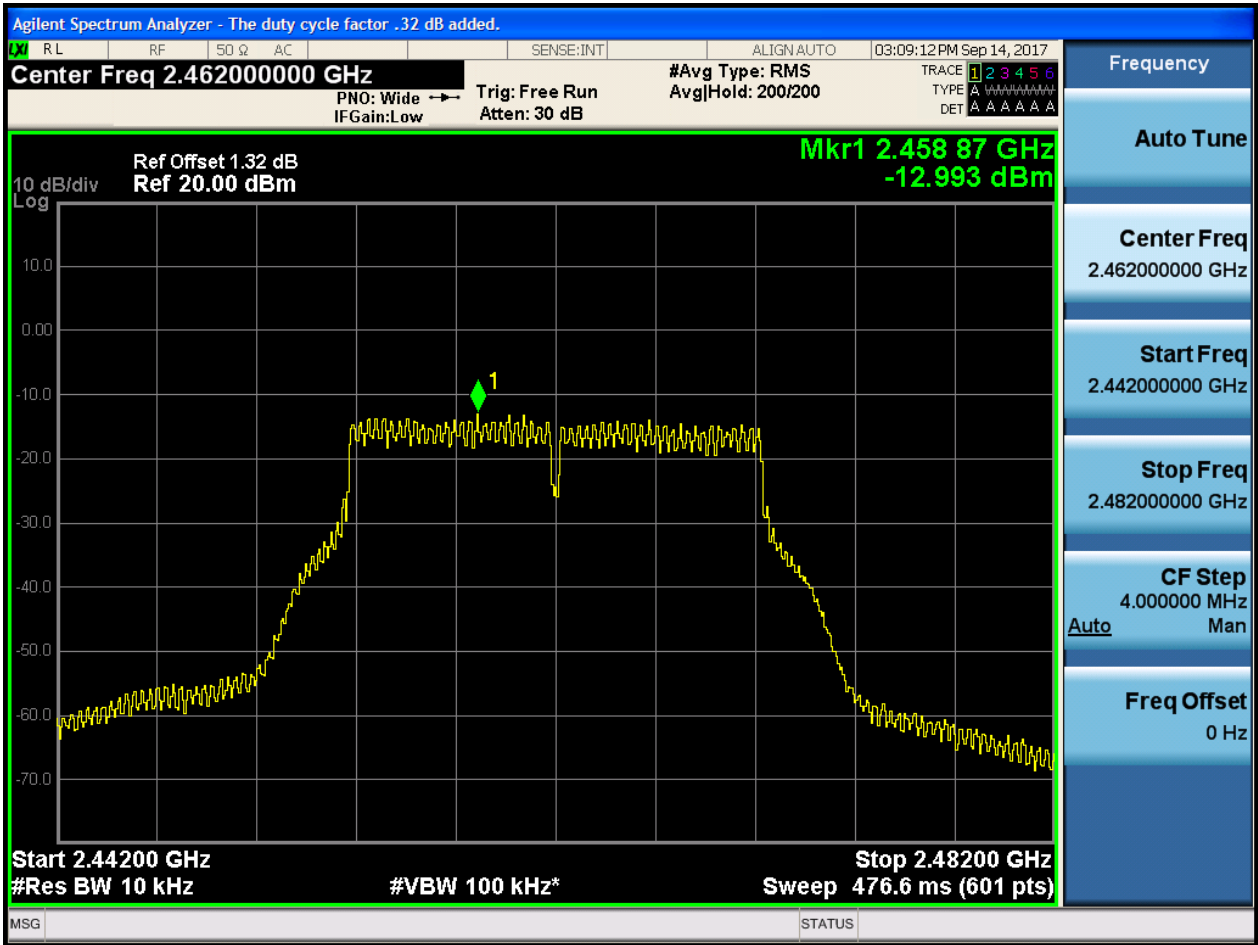 Agilent Spectrum Analyzer - The duty cycle factor .32 dB added.
LXI RL RF 50 Ω AC SENSE:INT ALIGN AUTO 03:09:12 PM Sep 14, 2017
Center Freq 2.462000000 GHz
PNO: Wide
IFGain:Low
Trig: Free Run
Atten: 30 dB
#Avg Type: RMS
Avg|Hold: 200/200
TRACE 1 2 3 4 5 6
TYPE A WWWWW
DET A A A A A A
Mkr1 2.458 87 GHz
-12.993 dBm
Ref Offset 1.32 dB
10 dB/div Ref 20.00 dBm
Log
10.0
0.00
-10.0
-20.0
-30.0
-40.0
-50.0
-60.0
-70.0
1
Start 2.44200 GHz Stop 2.48200 GHz
#Res BW 10 kHz #VBW 100 kHz* Sweep 476.6 ms (601 pts)
MSG STATUS
Frequency
Auto Tune
Center Freq
2.462000000 GHz
Start Freq
2.442000000 GHz
Stop Freq
2.482000000 GHz
CF Step
4.000000 MHz
Auto Man
Freq Offset
0 Hz